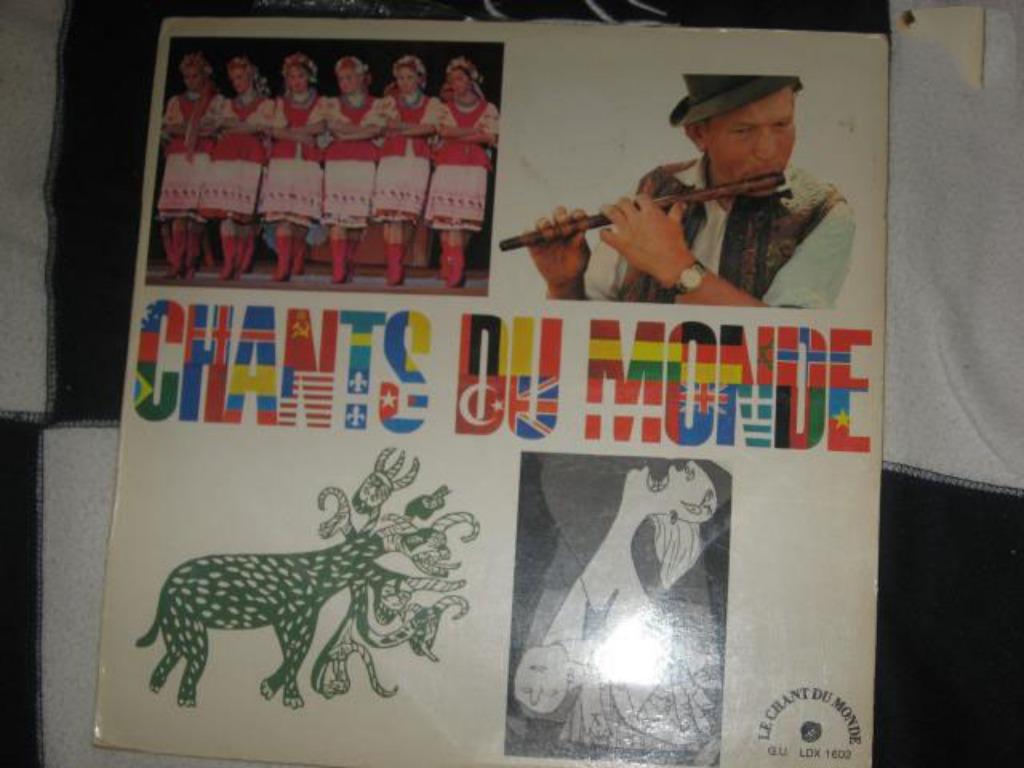 CHANTS DU MONDE
LE CHANT DU MONDE
G.U. LDX 1602